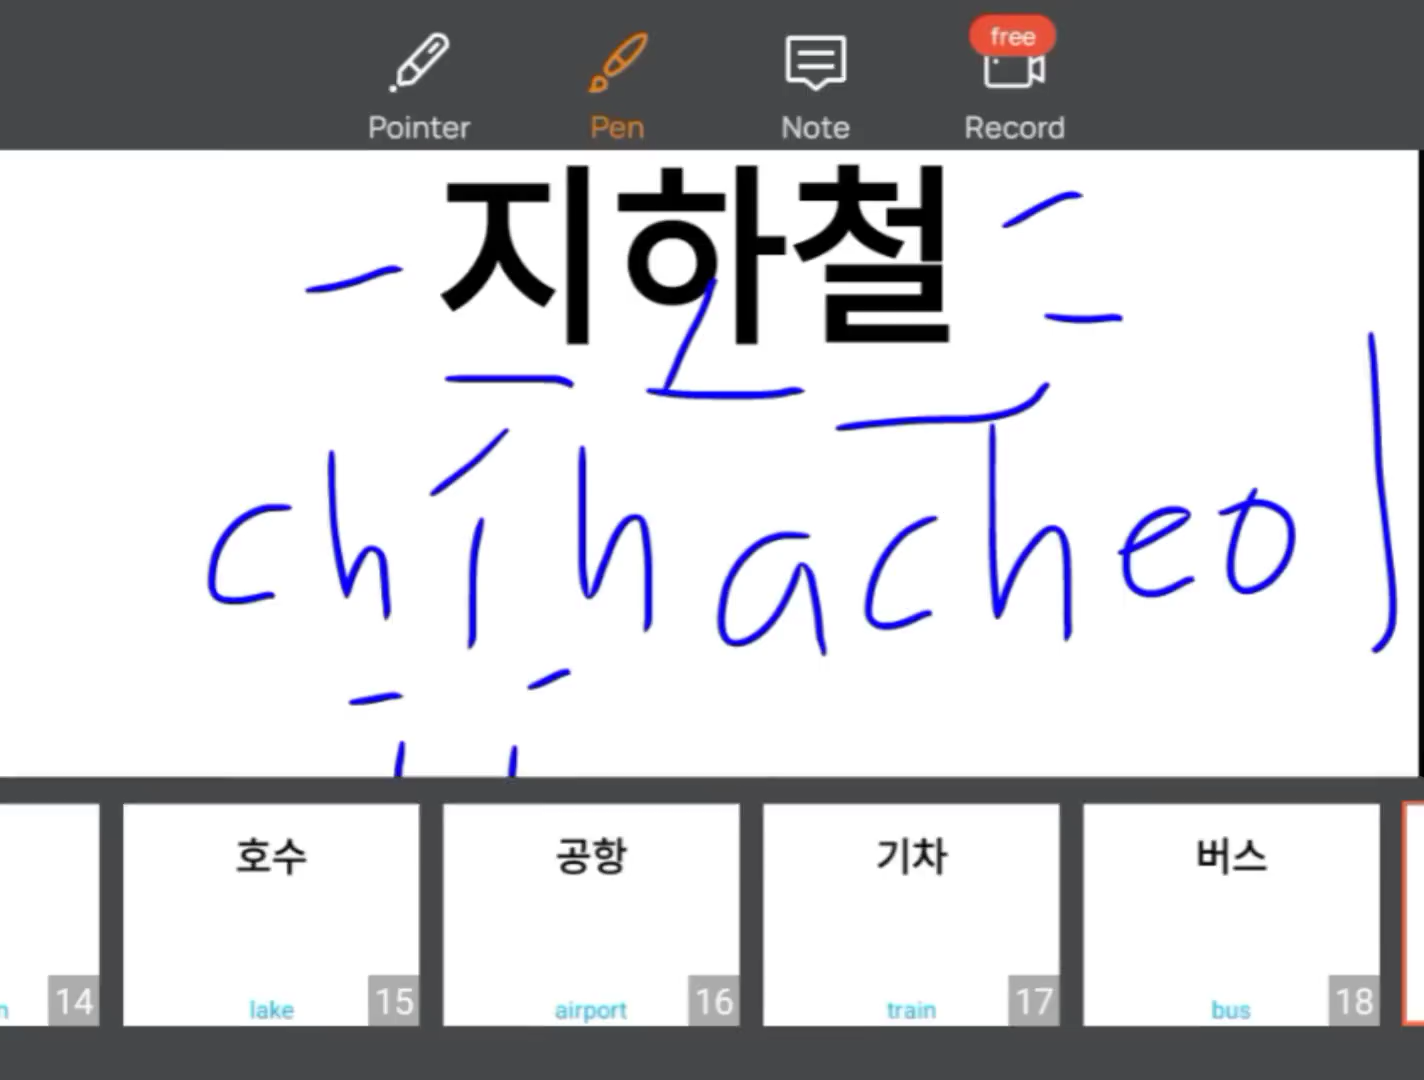 free
Pointer Pen Note Record
지하철
chihacheol
호수 공항 기차 버스
lake airport train bus
14 15 16 17 18